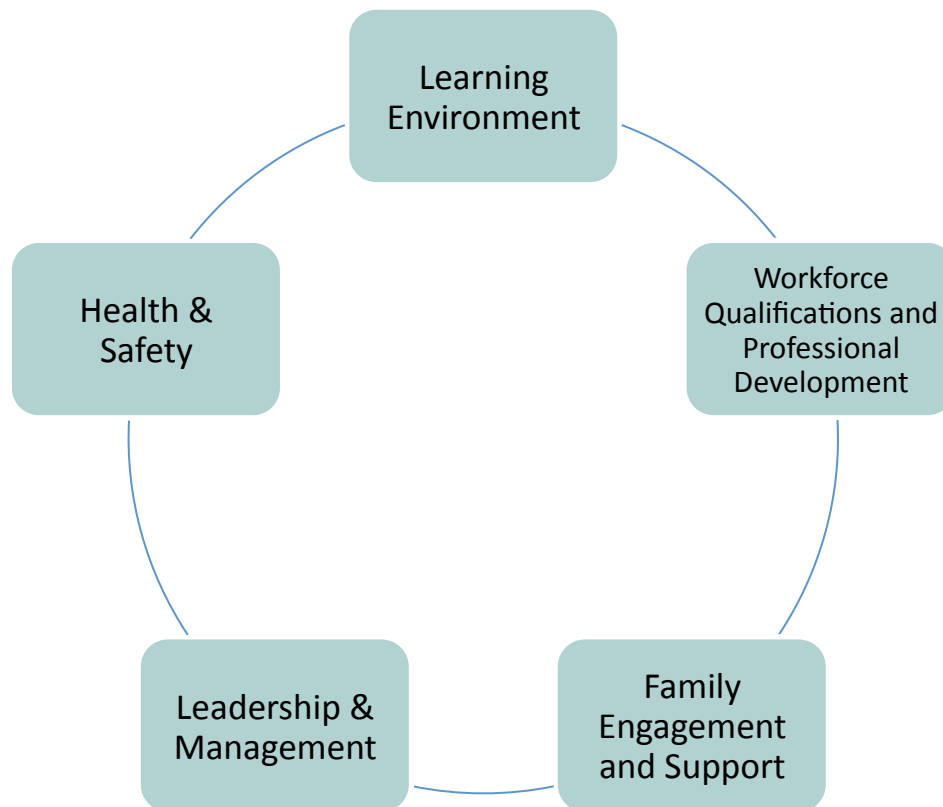 Learning
Environment
Workforce
Qualifications and
Professional
Development
Family
Engagement
and Support
Leadership &
Management
Health &
Safety